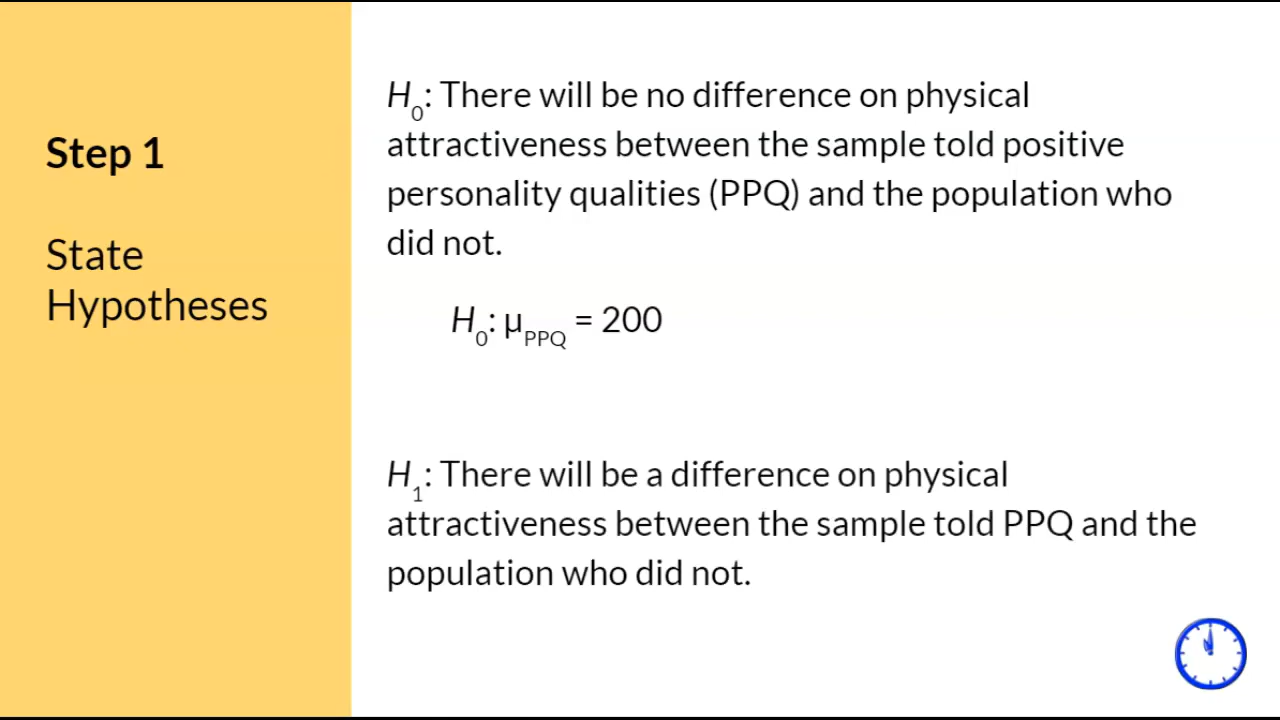 Step 1
State
Hypotheses
H₀: There will be no difference on physical
attractiveness between the sample told positive
personality qualities (PPQ) and the population who
did not.
H₀: μ_PPQ = 200
H₁: There will be a difference on physical
attractiveness between the sample told PPQ and the
population who did not.